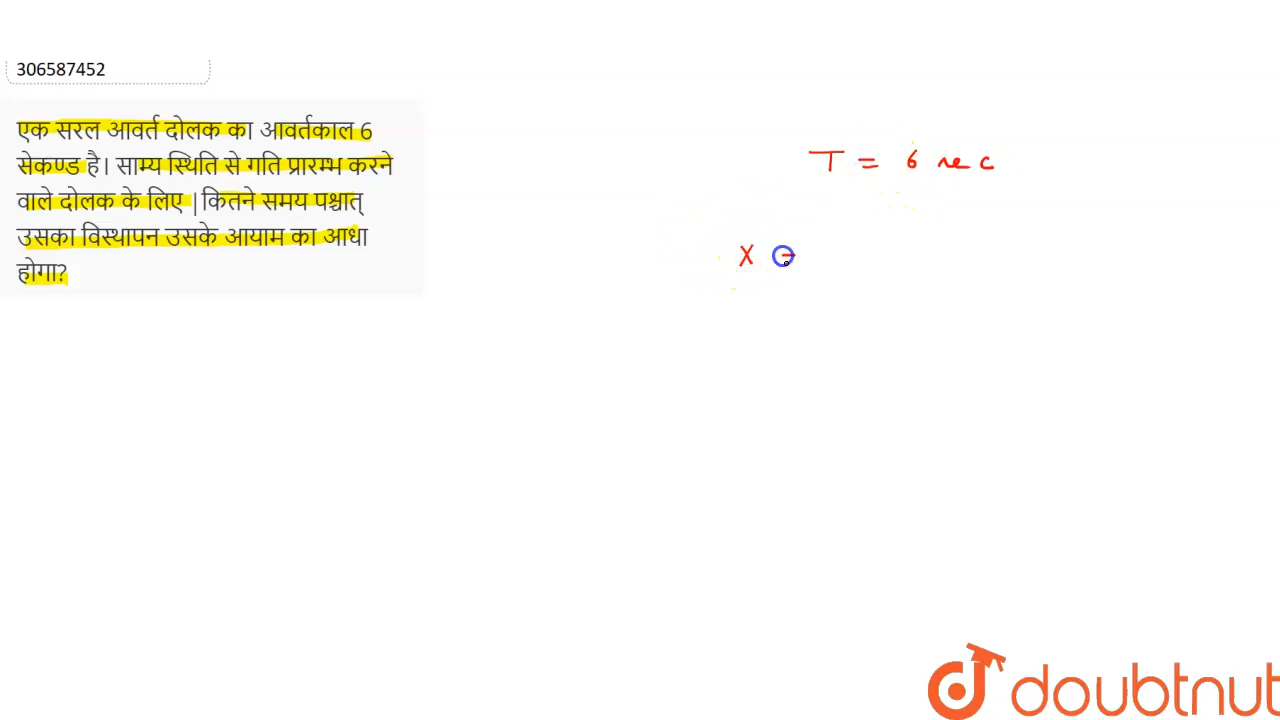 306587452
एक सरल आवर्त दोलक का आवर्तकाल 6
सेकण्ड है। साम्य स्थिति से गति प्रारम्भ करने
वाले दोलक के लिए |कितने समय पश्चात्
उसका विस्थापन उसके आयाम का आधा
होगा?
T = 6 sec
X =
doubtnut